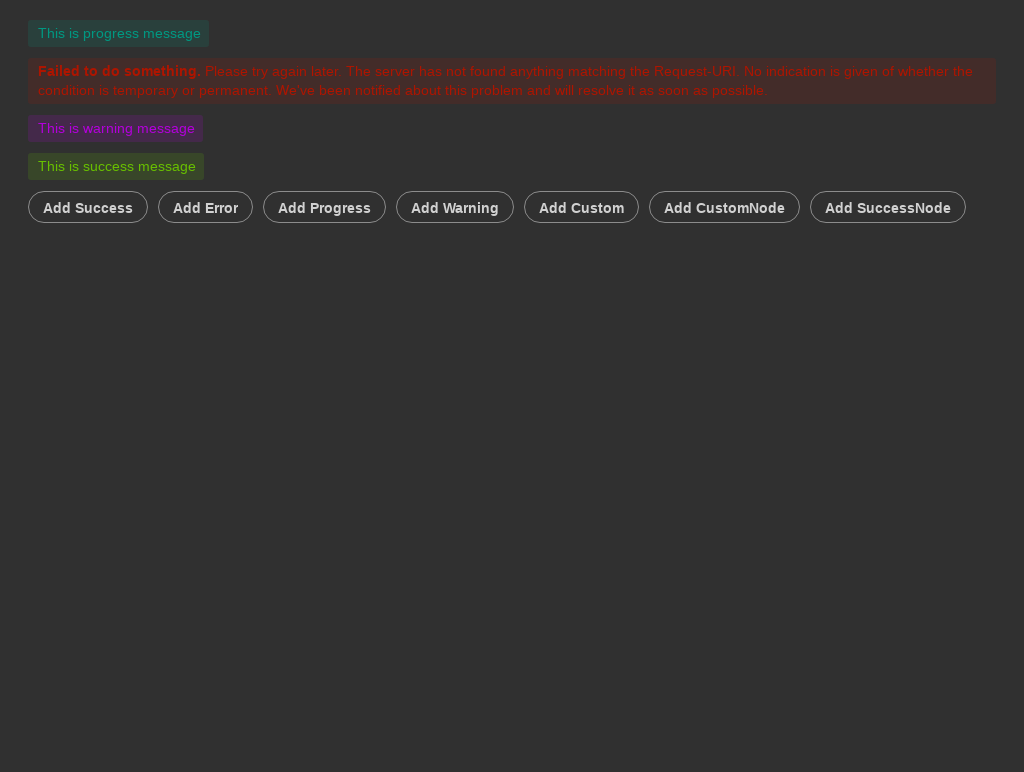 This is progress message
Failed to do something. Please try again later. The server has not found anything matching the Request-URI. No indication is given of whether the
condition is temporary or permanent. We've been notified about this problem and will resolve it as soon as possible.
This is warning message
This is success message
Add Success Add Error Add Progress Add Warning Add Custom Add CustomNode Add SuccessNode